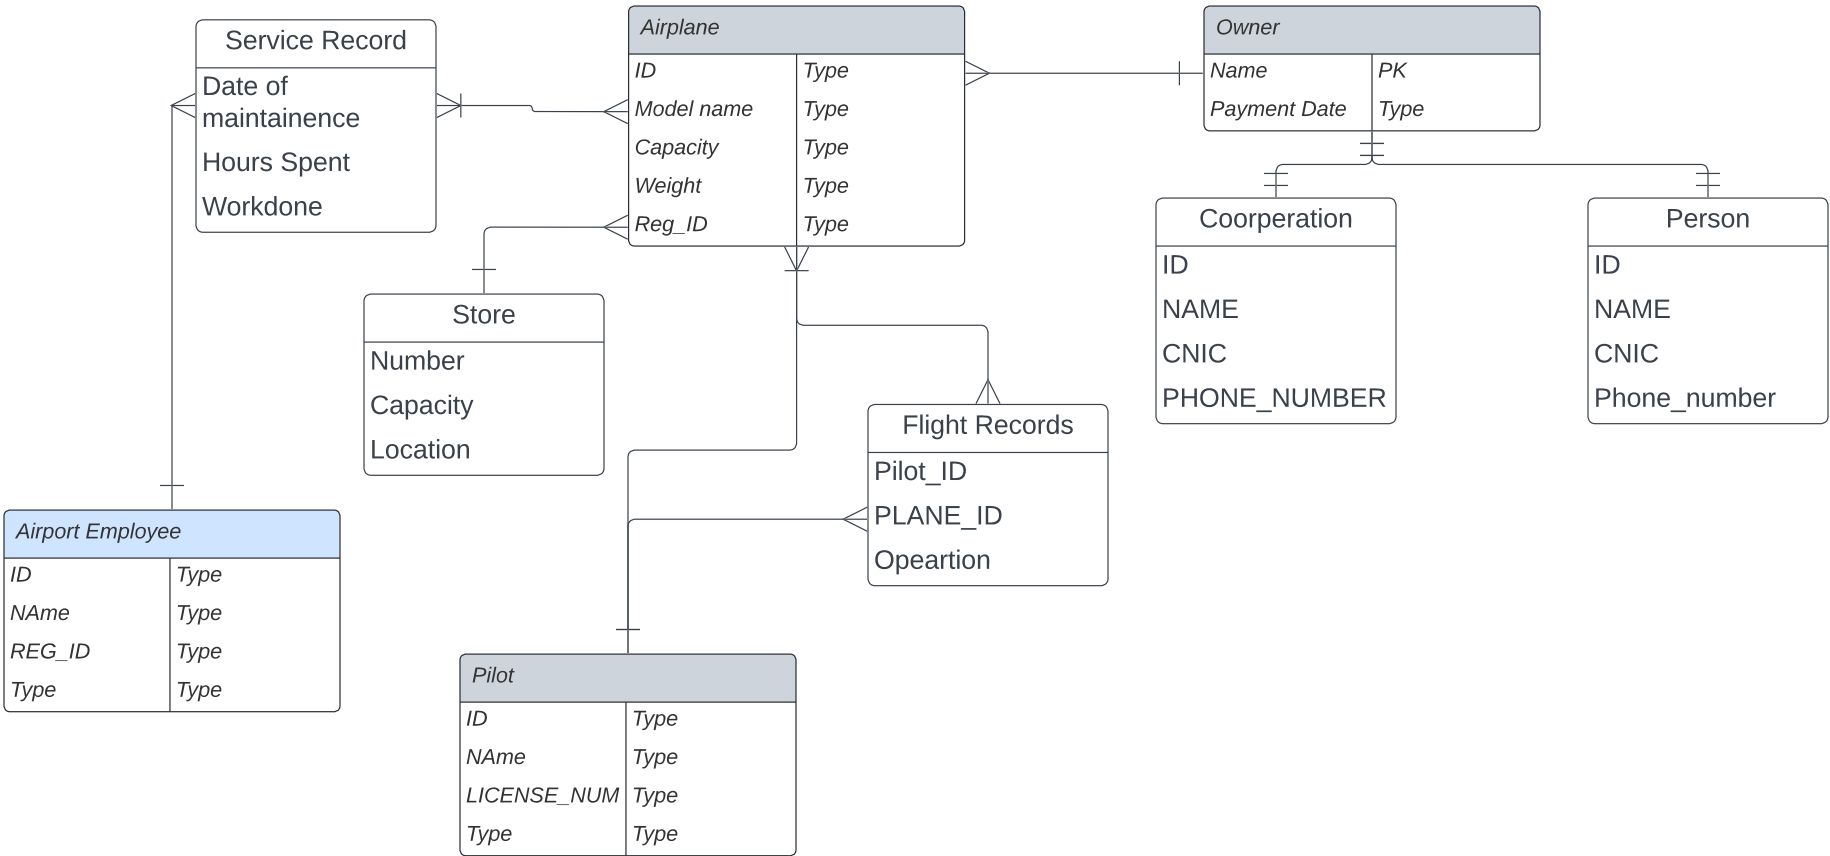 Service Record
Date of
maintainence
Hours Spent
Workdone
Airplane
ID Type
Model name Type
Capacity Type
Weight Type
Reg_ID Type
Owner
Name PK
Payment Date Type
Coorperation
ID
NAME
CNIC
PHONE_NUMBER
Person
ID
NAME
CNIC
Phone_number
Store
Number
Capacity
Location
Flight Records
Pilot_ID
PLANE_ID
Opeartion
Airport Employee
ID Type
NAme Type
REG_ID Type
Type Type
Pilot
ID Type
NAme Type
LICENSE_NUM Type
Type Type